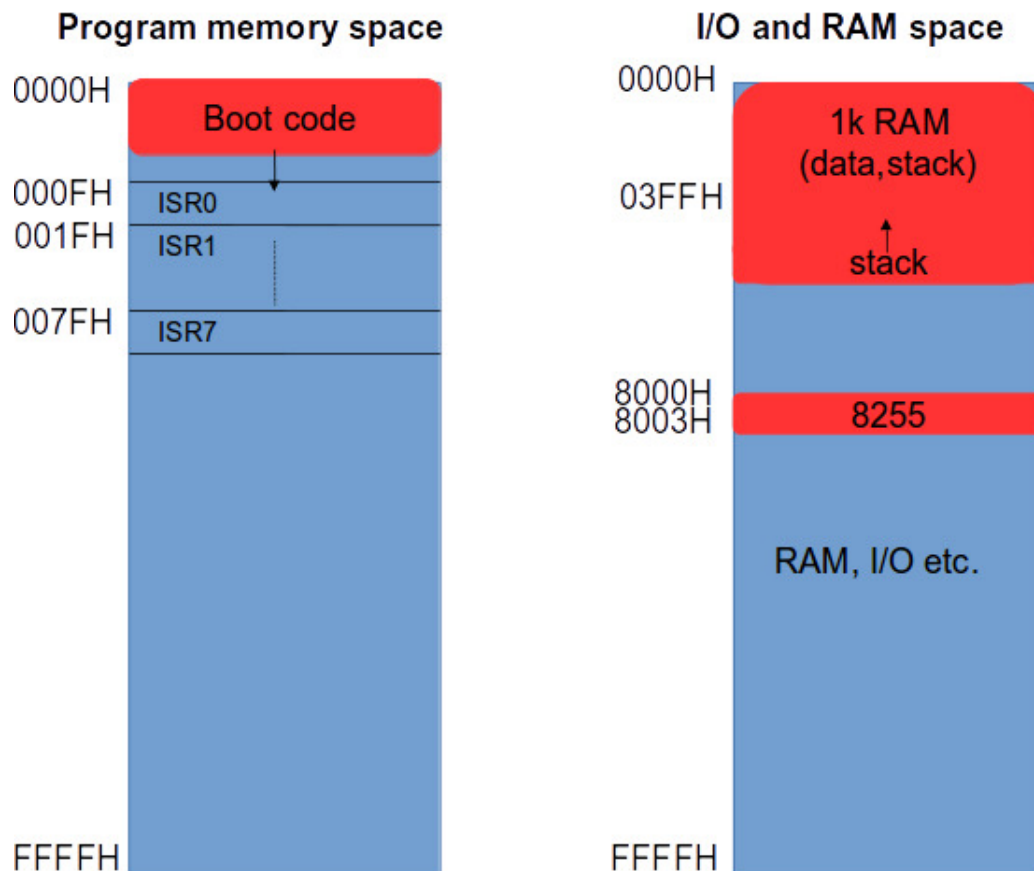 Program memory space
0000H
Boot code
000FH
ISR0
001FH
ISR1
007FH
ISR7
FFFFH
I/O and RAM space
0000H
1k RAM
(data,stack)
03FFH
stack
8000H
8003H
8255
RAM, I/O etc.
FFFFH